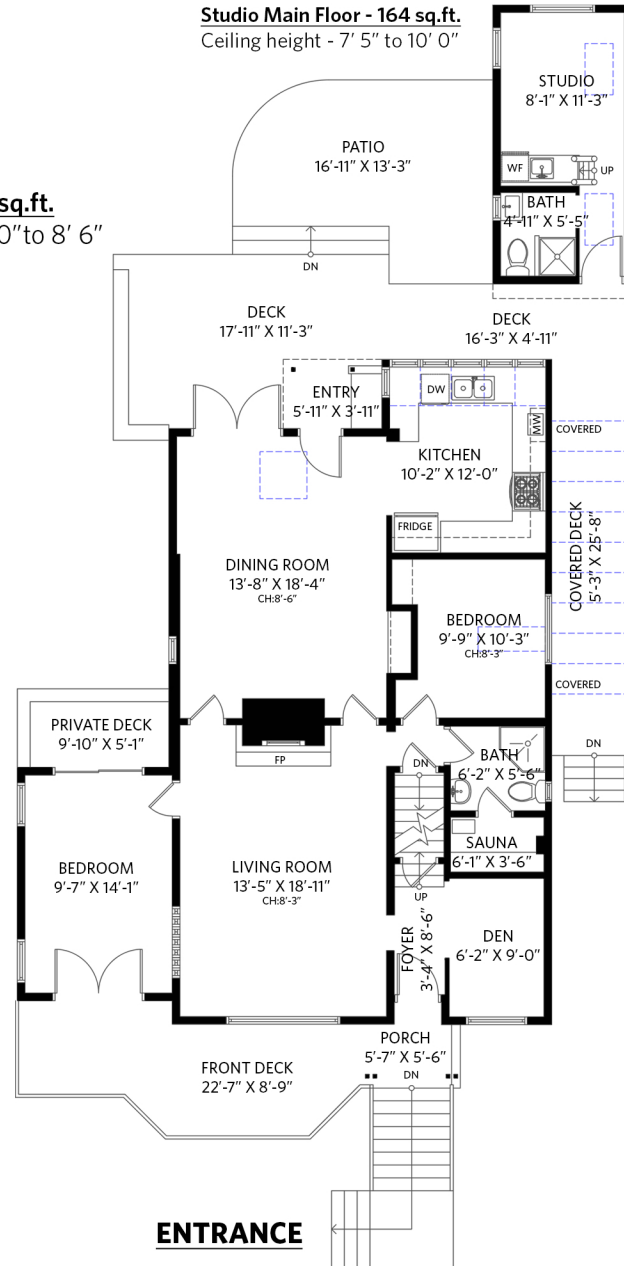 Studio Main Floor - 164 sq.ft.
Ceiling height - 7' 5" to 10' 0"
STUDIO
8'-1" X 11'-3"
WF
UP
BATH
4'-11" X 5'-5"
PATIO
16'-11" X 13'-3"
sq.ft.
0"to 8' 6"
DN
DECK
17'-11" X 11'-3"
DECK
16'-3" X 4'-11"
ENTRY
5'-11" X 3'-11"
DW
MW
COVERED
KITCHEN
10'-2" X 12'-0"
FRIDGE
COVERED DECK
5'-3" X 25'-8"
DINING ROOM
13'-8" X 18'-4"
CH:8'-6"
BEDROOM
9'-9" X 10'-3"
CH:8'-3"
COVERED
PRIVATE DECK
9'-10" X 5'-1"
FP
DN
BATH
6'-2" X 5'-6"
DN
SAUNA
6'-1" X 3'-6"
BEDROOM
9'-7" X 14'-1"
LIVING ROOM
13'-5" X 18'-11"
CH:8'-3"
UP
FOYER
3'-4" X 8'-6"
DEN
6'-2" X 9'-0"
PORCH
5'-7" X 5'-6"
DN
FRONT DECK
22'-7" X 8'-9"
ENTRANCE